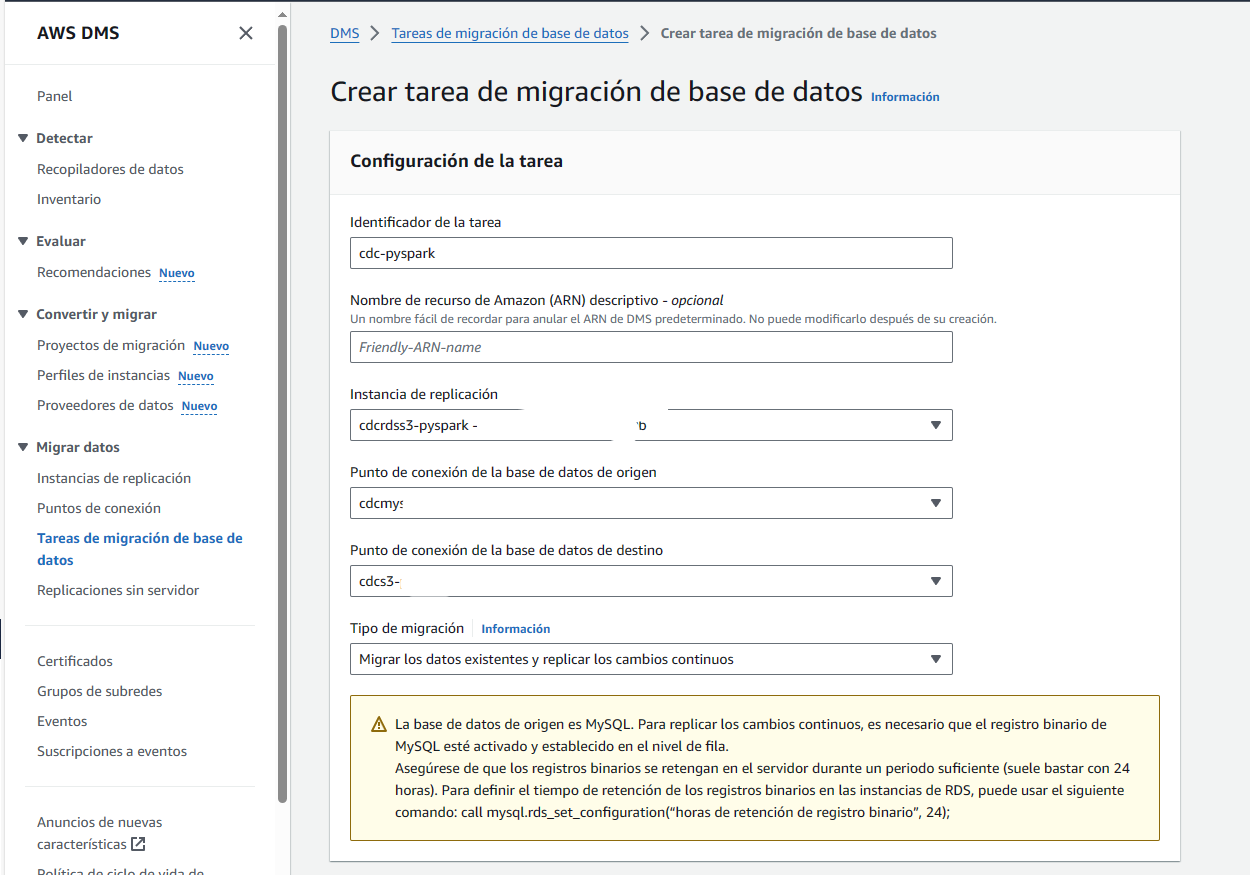 AWS DMS
Panel
Detectar
Recopiladores de datos
Inventario
Evaluar
Recomendaciones Nuevo
Convertir y migrar
Proyectos de migración Nuevo
Perfiles de instancias Nuevo
Proveedores de datos Nuevo
Migrar datos
Instancias de replicación
Puntos de conexión
Tareas de migración de base de
datos
Replicaciones sin servidor
Certificados
Grupos de subredes
Eventos
Suscripciones a eventos
Anuncios de nuevas
características
Política de ciclo de vida de
DMS > Tareas de migración de base de datos > Crear tarea de migración de base de datos
Crear tarea de migración de base de datos Información
Configuración de la tarea
Identificador de la tarea
cdc-pyspark
Nombre de recurso de Amazon (ARN) descriptivo - opcional
Un nombre fácil de recordar para anular el ARN de DMS predeterminado. No puede modificarlo después de su creación.
Friendly-ARN-name
Instancia de replicación
cdcrdss3-pyspark -
Punto de conexión de la base de datos de origen
cdcmys
Punto de conexión de la base de datos de destino
cdcs3-
Tipo de migración Información
Migrar los datos existentes y replicar los cambios continuos
La base de datos de origen es MySQL. Para replicar los cambios continuos, es necesario que el registro binario de
MySQL esté activado y establecido en el nivel de fila.
Asegúrese de que los registros binarios se retengan en el servidor durante un periodo suficiente (suele bastar con 24
horas). Para definir el tiempo de retención de los registros binarios en las instancias de RDS, puede usar el siguiente
comando: call mysql.rds_set_configuration(“horas de retención de registro binario”, 24);